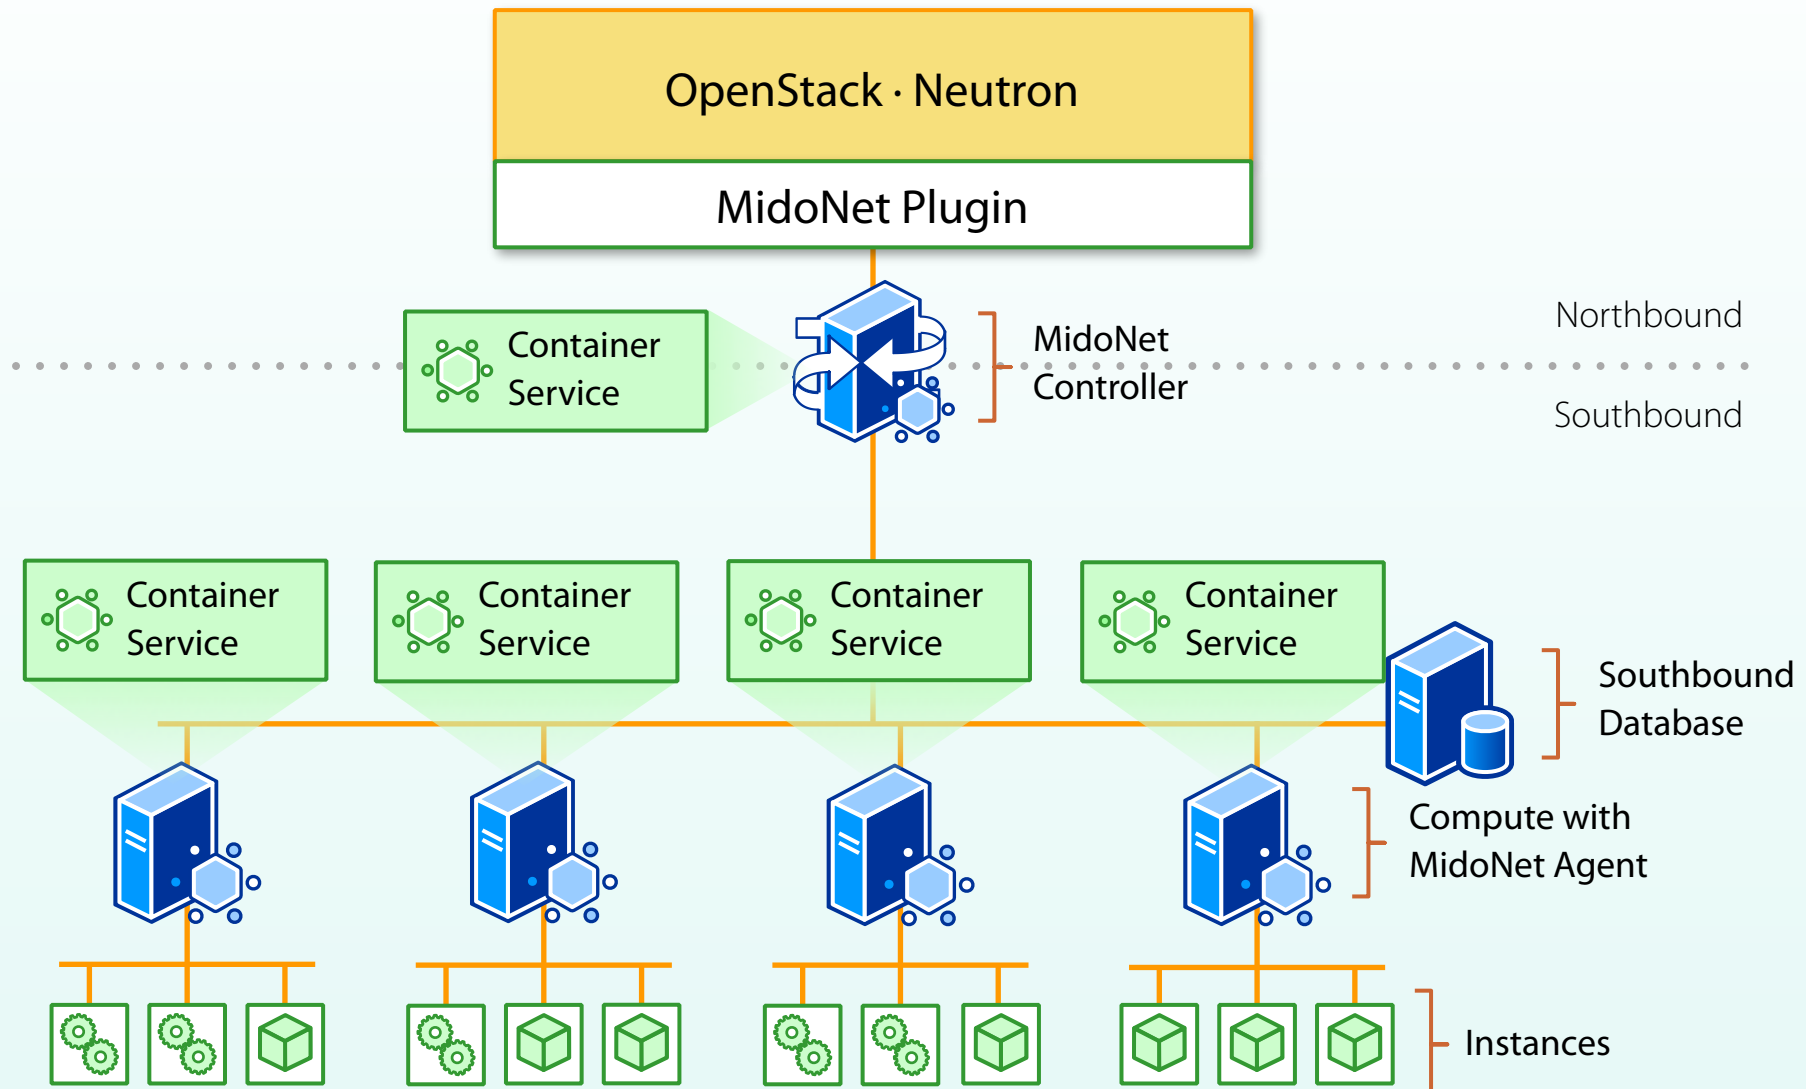 OpenStack · Neutron
MidoNet Plugin
Container
Service
MidoNet
Controller
Northbound
Southbound
Container
Service
Container
Service
Container
Service
Container
Service
Southbound
Database
Compute with
MidoNet Agent
Instances